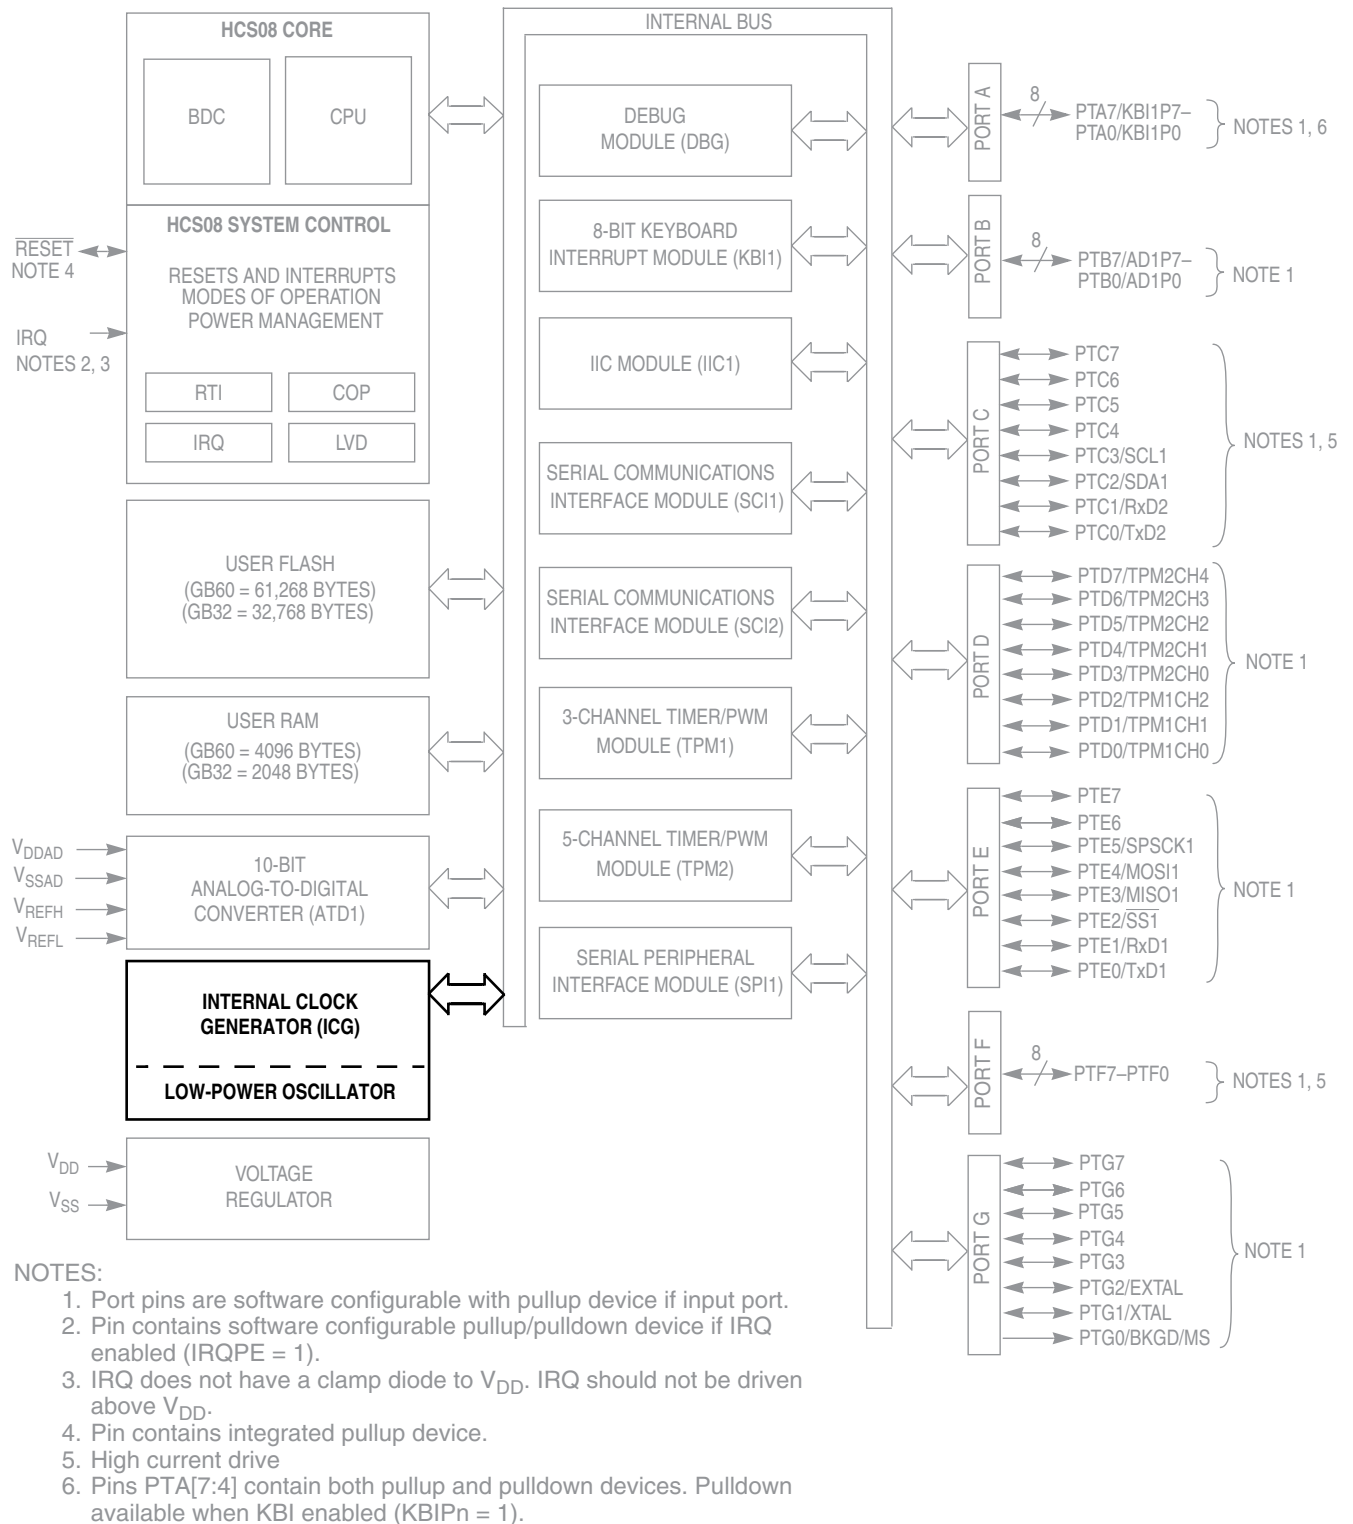 HCS08 CORE
BDC
CPU
HCS08 SYSTEM CONTROL
RESETS AND INTERRUPTS
MODES OF OPERATION
POWER MANAGEMENT
RTI
COP
IRQ
LVD
RESET
NOTE 4
IRQ
NOTES 2, 3
USER FLASH
(GB60 = 61,268 BYTES)
(GB32 = 32,768 BYTES)
USER RAM
(GB60 = 4096 BYTES)
(GB32 = 2048 BYTES)
VDDAD
VSSAD
VREFH
VREFL
10-BIT
ANALOG-TO-DIGITAL
CONVERTER (ATD1)
INTERNAL CLOCK
GENERATOR (ICG)
LOW-POWER OSCILLATOR
VDD
VSS
VOLTAGE
REGULATOR
INTERNAL BUS
DEBUG
MODULE (DBG)
8-BIT KEYBOARD
INTERRUPT MODULE (KBI1)
IIC MODULE (IIC1)
SERIAL COMMUNICATIONS
INTERFACE MODULE (SCI1)
SERIAL COMMUNICATIONS
INTERFACE MODULE (SCI2)
3-CHANNEL TIMER/PWM
MODULE (TPM1)
5-CHANNEL TIMER/PWM
MODULE (TPM2)
SERIAL PERIPHERAL
INTERFACE MODULE (SPI1)
PORT A
8
PTA7/KBI1P7–
PTA0/KBI1P0
NOTES 1, 6
PORT B
8
PTB7/AD1P7–
PTB0/AD1P0
NOTE 1
PORT C
PTC7
PTC6
PTC5
PTC4
PTC3/SCL1
PTC2/SDA1
PTC1/RxD2
PTC0/TxD2
NOTES 1, 5
PORT D
PTD7/TPM2CH4
PTD6/TPM2CH3
PTD5/TPM2CH2
PTD4/TPM2CH1
PTD3/TPM2CH0
PTD2/TPM1CH2
PTD1/TPM1CH1
PTD0/TPM1CH0
NOTE 1
PORT E
PTE7
PTE6
PTE5/SPSCK1
PTE4/MOSI1
PTE3/MISO1
PTE2/SS1
PTE1/RxD1
PTE0/TxD1
NOTE 1
PORT F
8
PTF7–PTF0
NOTES 1, 5
PORT G
PTG7
PTG6
PTG5
PTG4
PTG3
PTG2/EXTAL
PTG1/XTAL
PTG0/BKGD/MS
NOTE 1
NOTES:
1. Port pins are software configurable with pullup device if input port.
2. Pin contains software configurable pullup/pulldown device if IRQ
enabled (IRQPE = 1).
3. IRQ does not have a clamp diode to VDD. IRQ should not be driven
above VDD.
4. Pin contains integrated pullup device.
5. High current drive
6. Pins PTA[7:4] contain both pullup and pulldown devices. Pulldown
available when KBI enabled (KBIPn = 1).